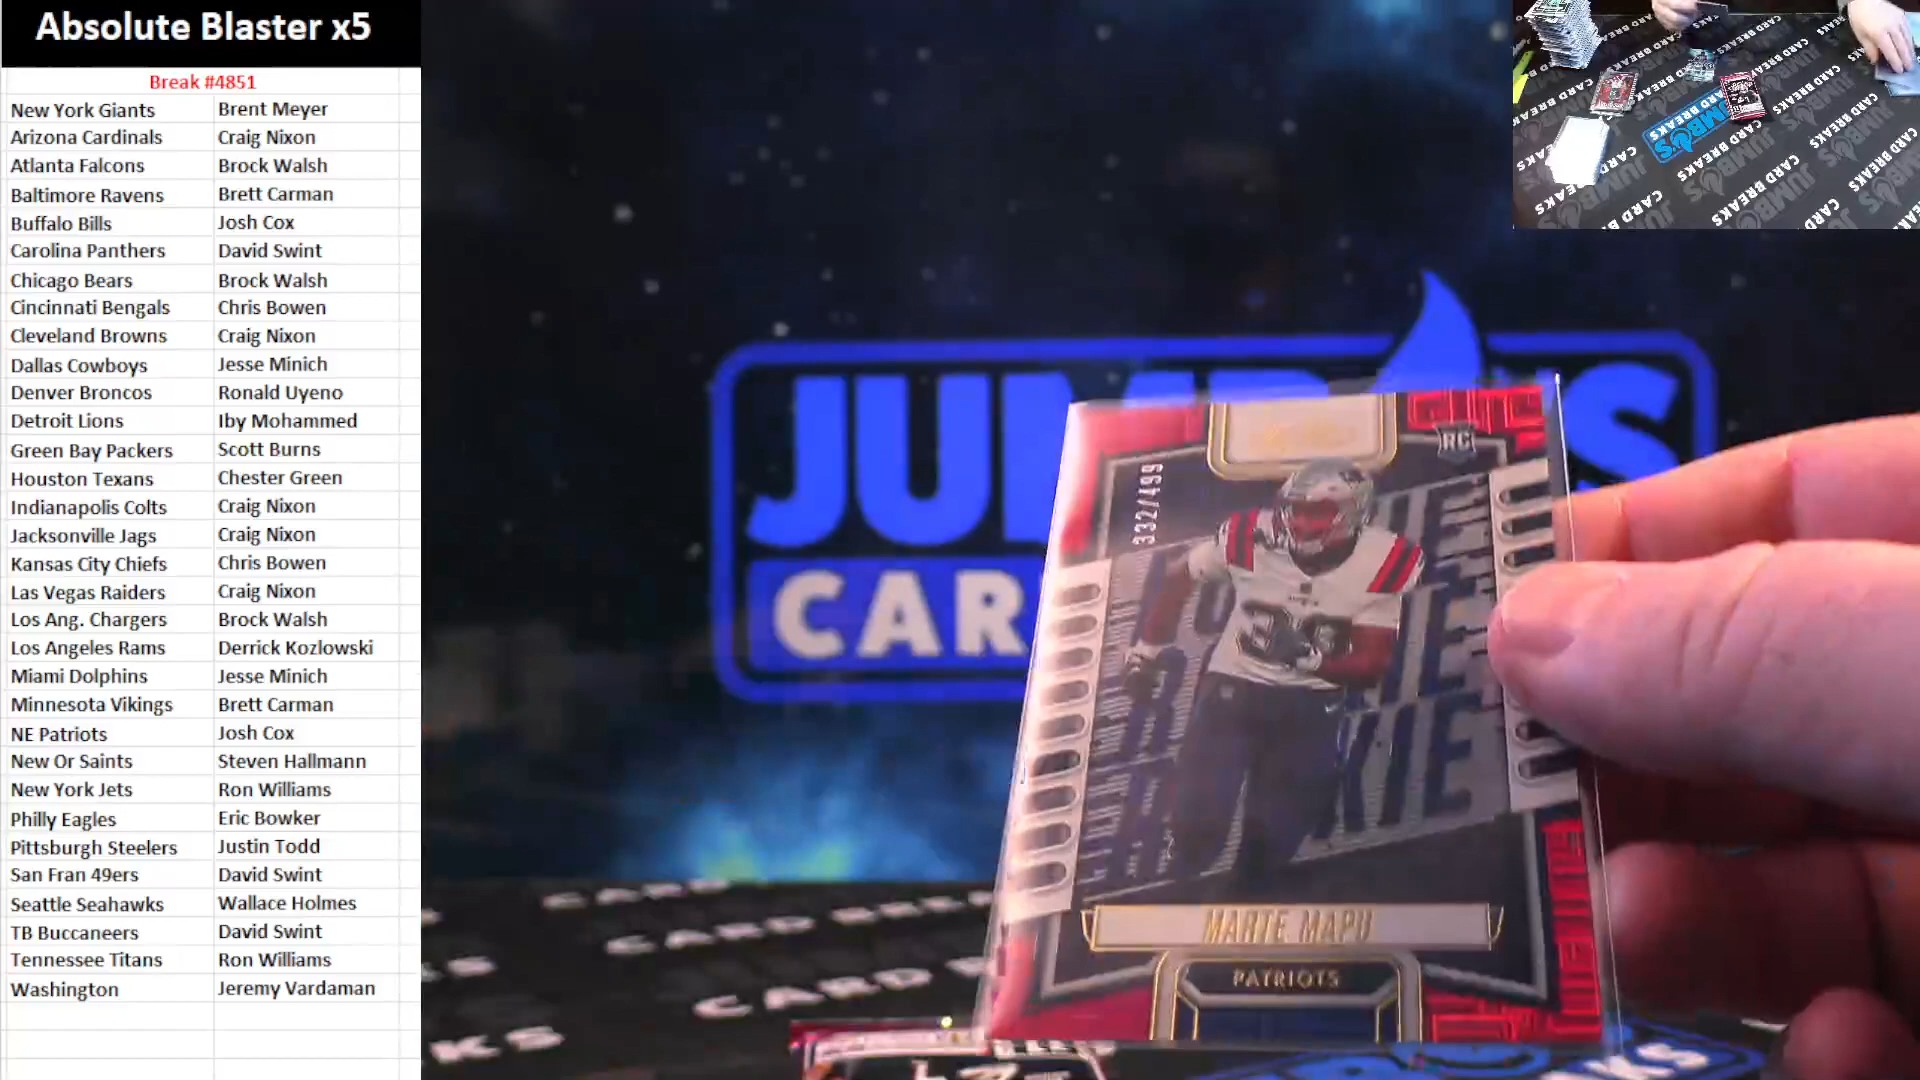 Absolute Blaster x5
Break #4851
New York Giants Brent Meyer
Arizona Cardinals Craig Nixon
Atlanta Falcons Brock Walsh
Baltimore Ravens Brett Carman
Buffalo Bills Josh Cox
Carolina Panthers David Swint
Chicago Bears Brock Walsh
Cincinnati Bengals Chris Bowen
Cleveland Browns Craig Nixon
Dallas Cowboys Jesse Minich
Denver Broncos Ronald Uyeno
Detroit Lions Iby Mohammed
Green Bay Packers Scott Burns
Houston Texans Chester Green
Indianapolis Colts Craig Nixon
Jacksonville Jags Craig Nixon
Kansas City Chiefs Chris Bowen
Las Vegas Raiders Craig Nixon
Los Ang. Chargers Brock Walsh
Los Angeles Rams Derrick Kozlowski
Miami Dolphins Jesse Minich
Minnesota Vikings Brett Carman
NE Patriots Josh Cox
New Or Saints Steven Hallmann
New York Jets Ron Williams
Philly Eagles Eric Bowker
Pittsburgh Steelers Justin Todd
San Fran 49ers David Swint
Seattle Seahawks Wallace Holmes
TB Buccaneers David Swint
Tennessee Titans Ron Williams
Washington Jeremy Vardaman
JUMBO'S
CAR
RC
332/499
MARTE MAPU
PATRIOTS
JUMBO'S
CARD BREAKS